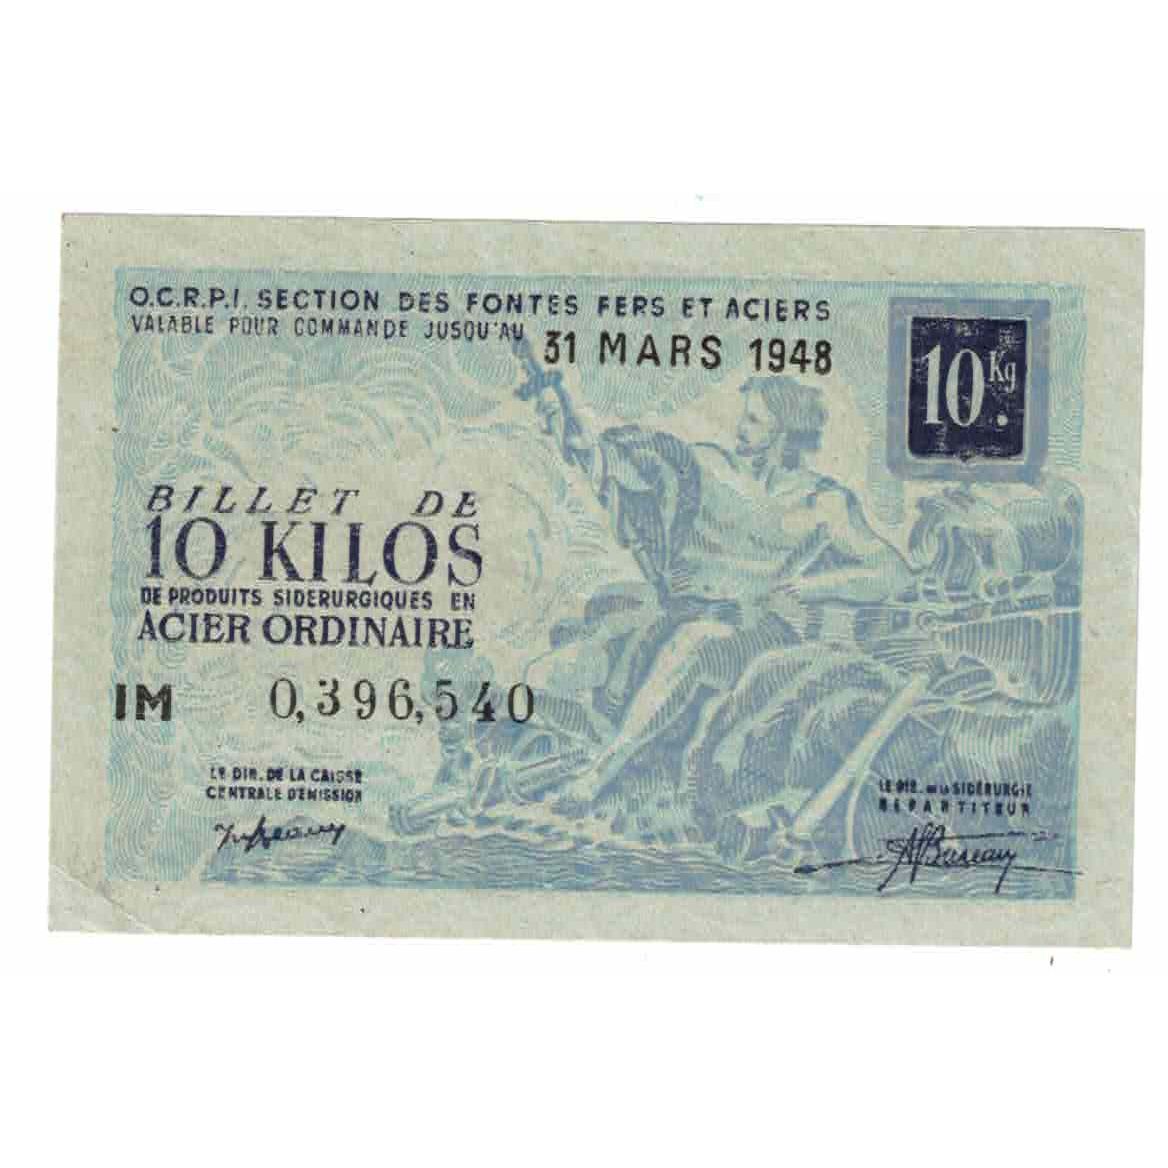 O.C.R.P.I. SECTION DES FONTES FERS ET ACIERS
VALABLE POUR COMMANDE JUSQU'AU 31 MARS 1948
10 Kg.
BILLET DE
10 KILOS
DE PRODUITS SIDERURGIQUES EN
ACIER ORDINAIRE
IM 0,396,540
LE DIR. DE LA CAISSE
CENTRALE D'EMISSION
LE DIR. DE LA SIDÉRURGIE
REPARTITEUR